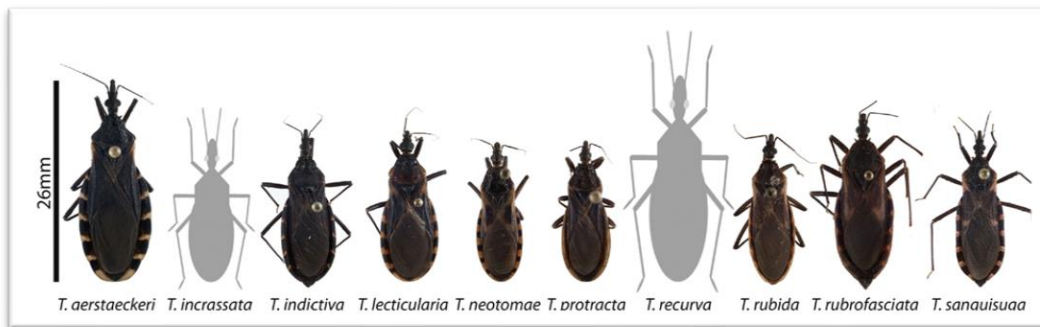 26mm
T. gerstaeckeri T. incrassata T. indictiva T. lecticularia T. neotomae T. protracta T. recurva T. rubida T. rubrofasciata T. sanguisuga